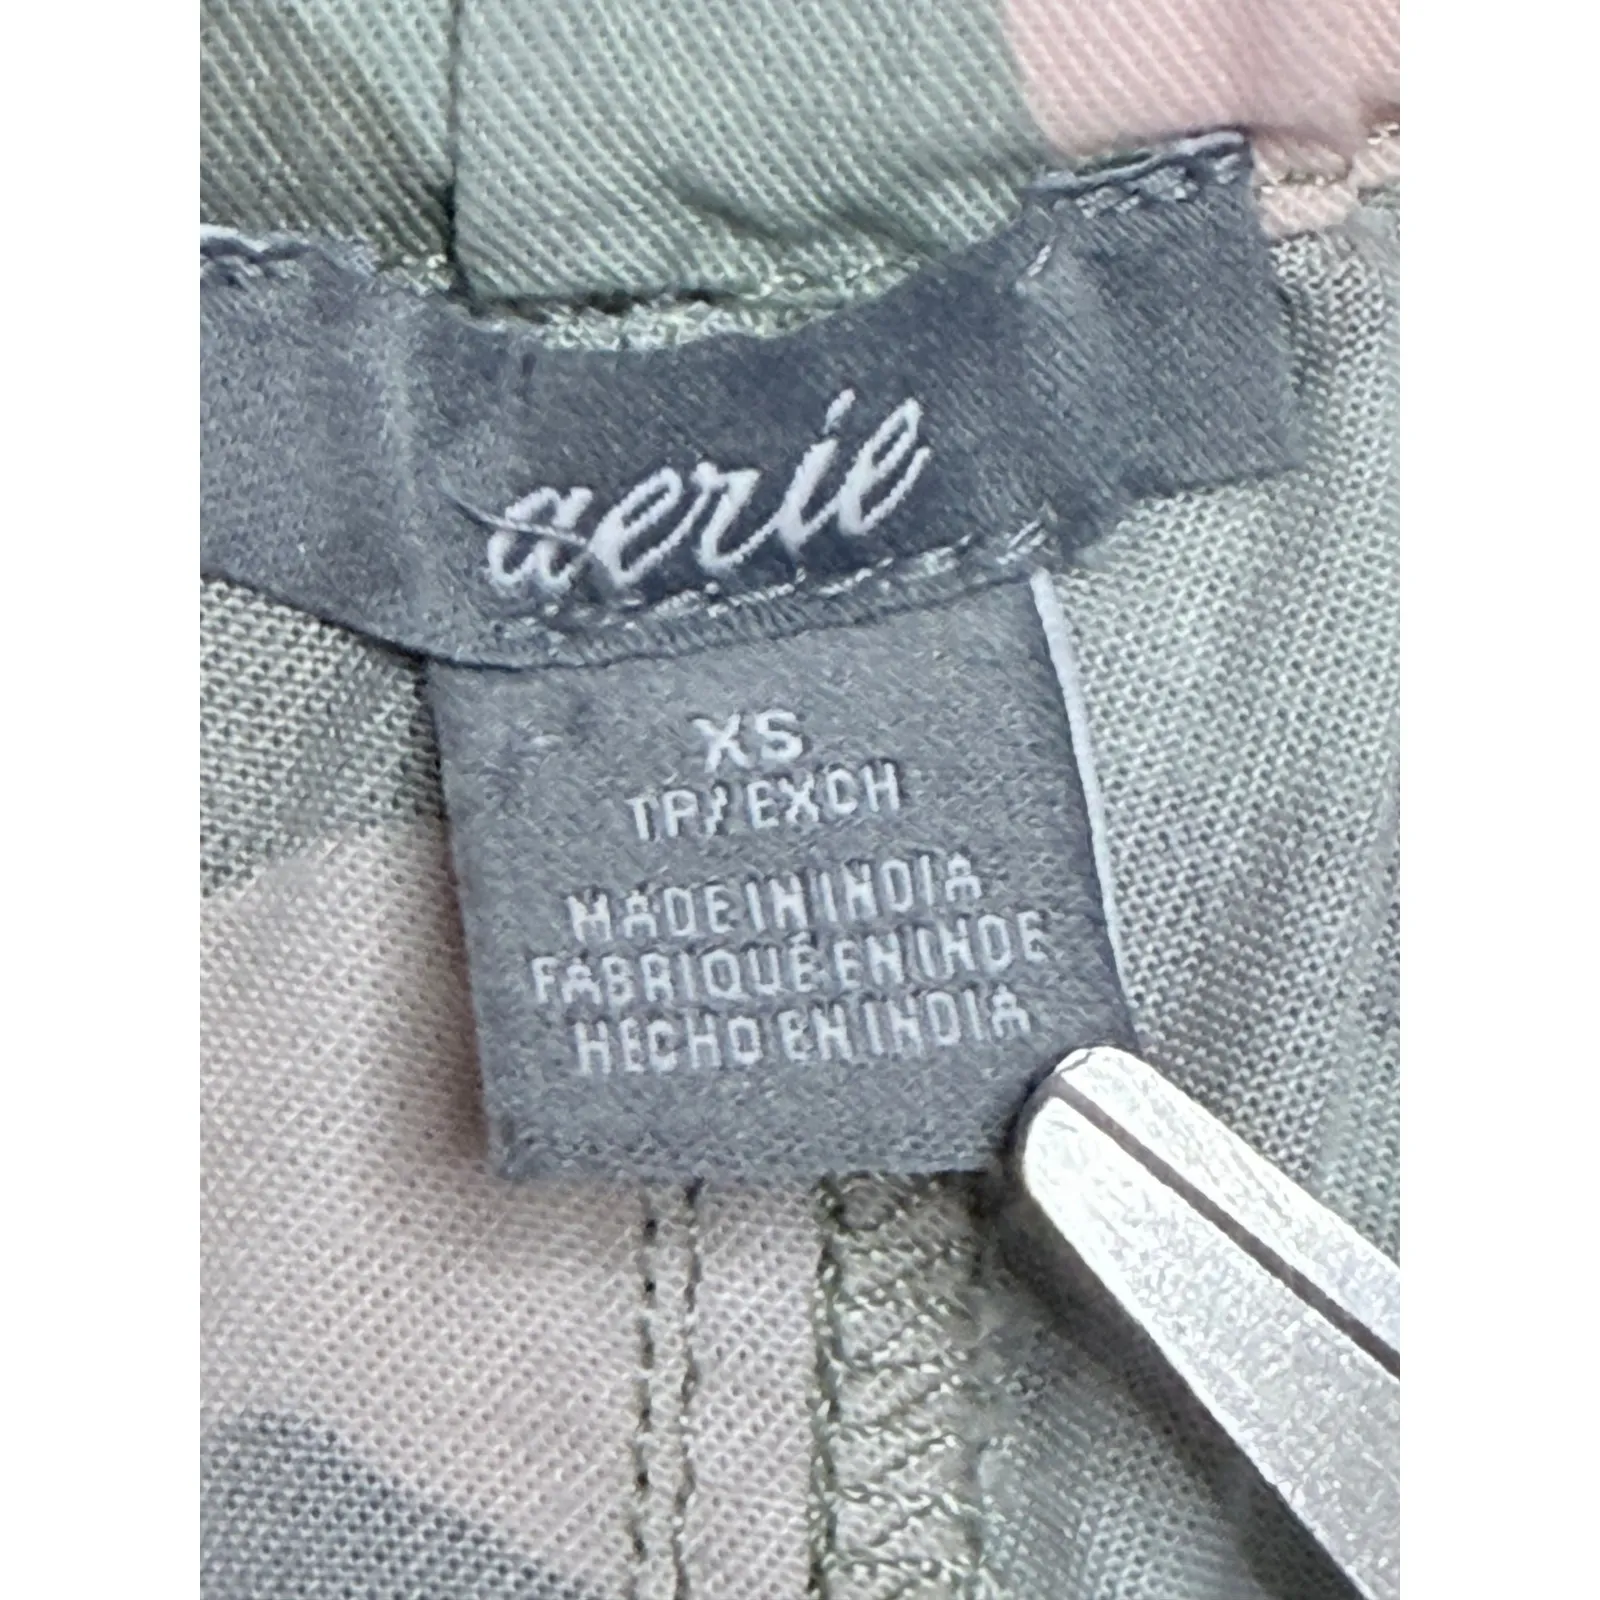 aerie
XS
TP/EXCH
MADE IN INDIA
FABRIQUÉ EN INDE
HECHO EN INDIA